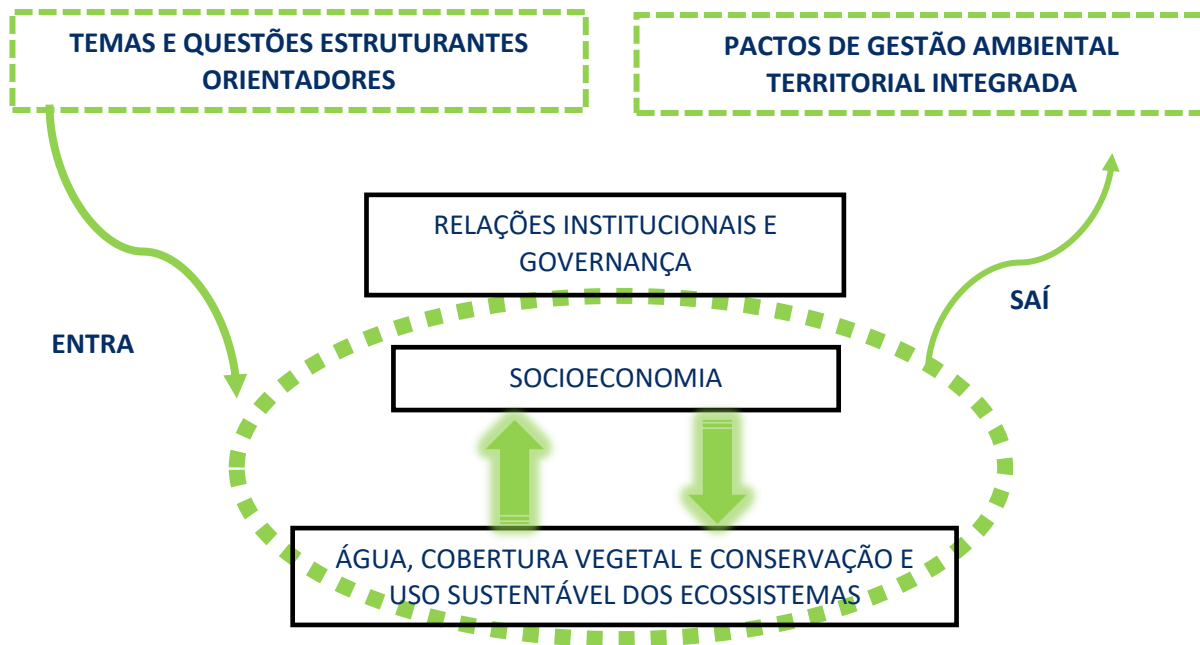 TEMAS E QUESTÕES ESTRUTURANTES
ORIENTADORES
PACTOS DE GESTÃO AMBIENTAL
TERRITORIAL INTEGRADA
RELAÇÕES INSTITUCIONAIS E
GOVERNANÇA
SAÍ
ENTRA
SOCIOECONOMIA
ÁGUA, COBERTURA VEGETAL E CONSERVAÇÃO E
USO SUSTENTÁVEL DOS ECOSSISTEMAS